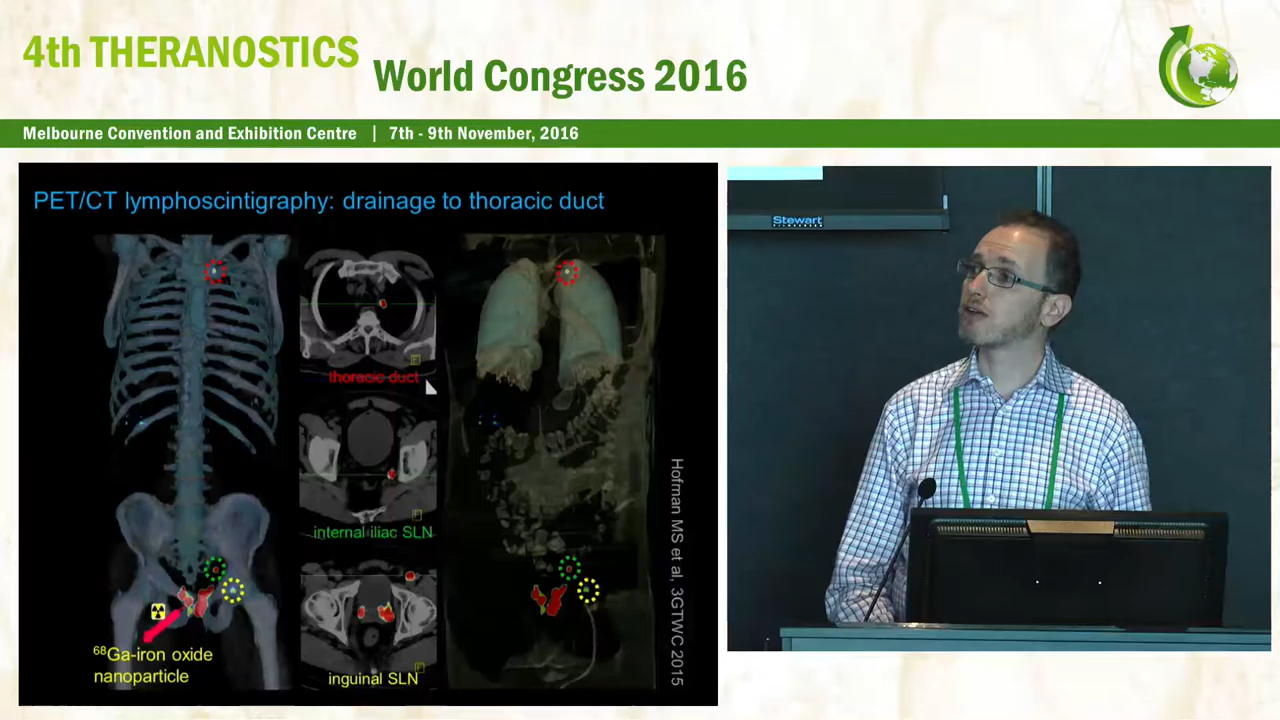 4th THERANOSTICS
World Congress 2016
Melbourne Convention and Exhibition Centre | 7th - 9th November, 2016
PET/CT lymphoscintigraphy: drainage to thoracic duct
thoracic duct
internal iliac SLN
inguinal SLN
68Ga-iron oxide
nanoparticle
Hofman MS et al, 3GTWC 2015
Stewart